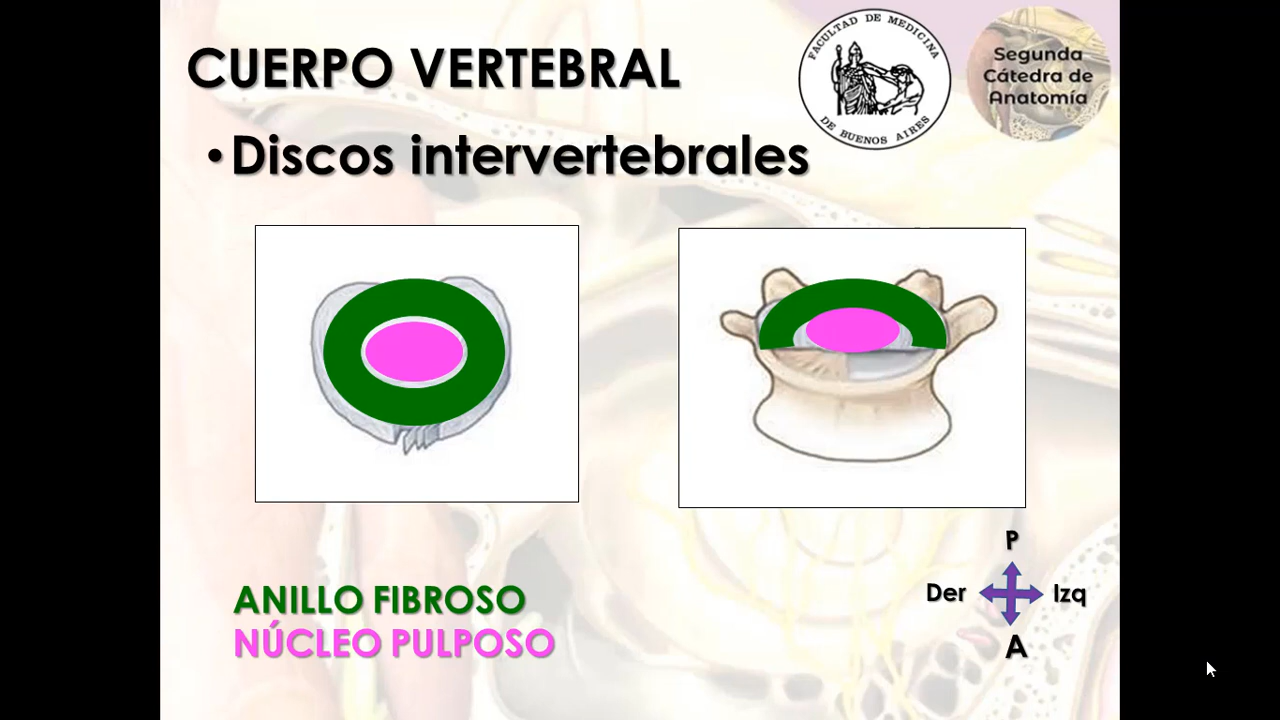 CUERPO VERTEBRAL
• Discos intervertebrales
FACULTAD DE MEDICINA
DE BUENOS AIRES
Segunda
Cátedra de
Anatomía
ANILLO FIBROSO
NÚCLEO PULPOSO
P
Der
Izq
A